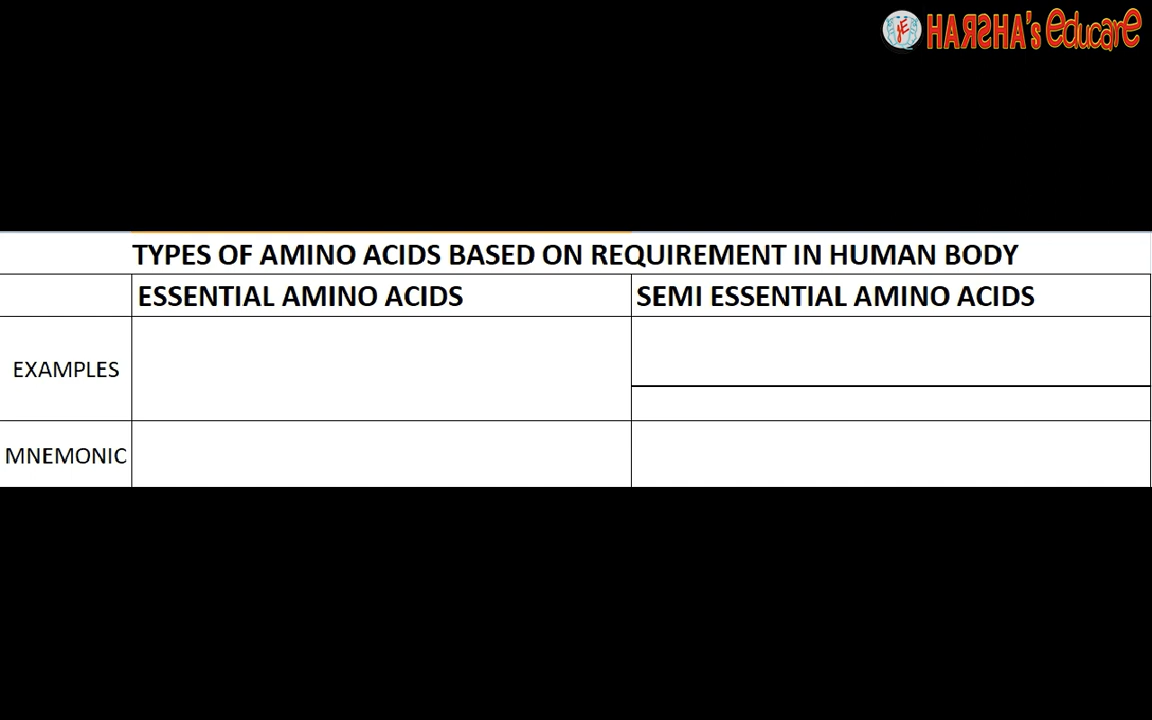 HARSHA's educare
TYPES OF AMINO ACIDS BASED ON REQUIREMENT IN HUMAN BODY
ESSENTIAL AMINO ACIDS
SEMI ESSENTIAL AMINO ACIDS
EXAMPLES
MNEMONIC